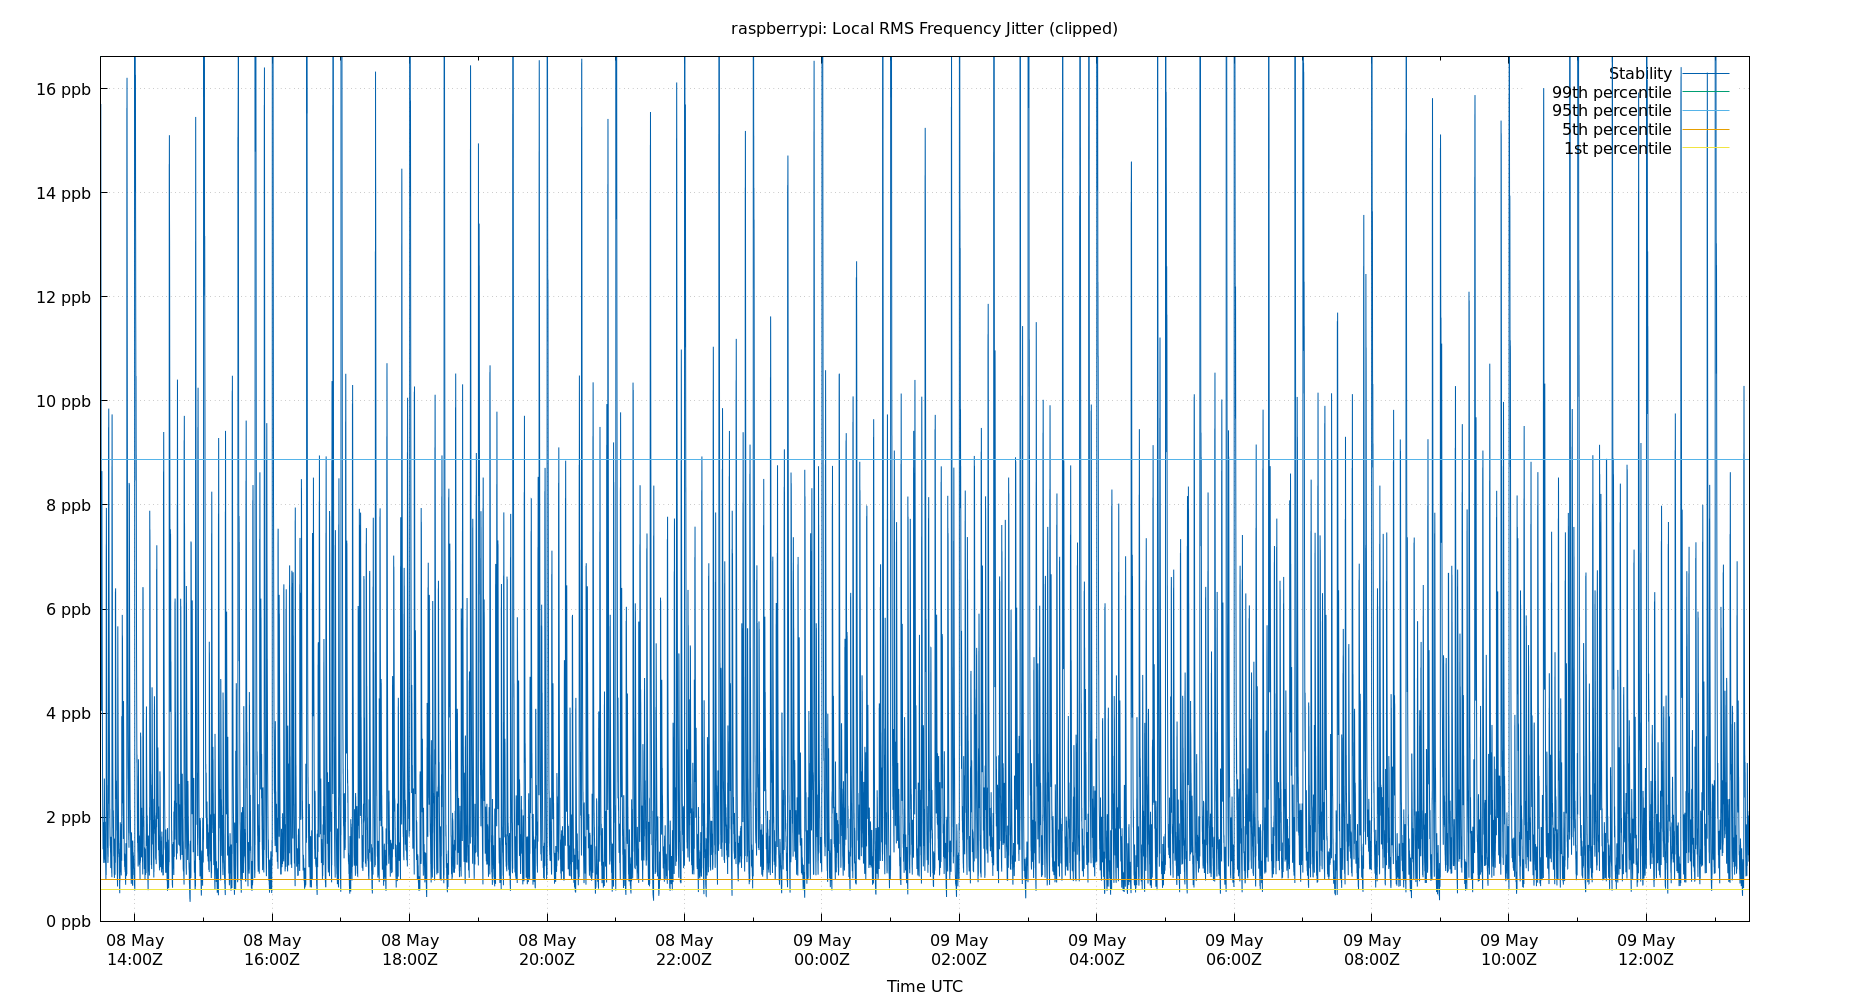 raspberrypi: Local RMS Frequency Jitter (clipped)
16 ppb
14 ppb
12 ppb
10 ppb
8 ppb
6 ppb
4 ppb
2 ppb
0 ppb
Stability
99th percentile
95th percentile
5th percentile
1st percentile
08 May 08 May 08 May 08 May 08 May 09 May 09 May 09 May 09 May 09 May 09 May 09 May
14:00Z 16:00Z 18:00Z 20:00Z 22:00Z 00:00Z 02:00Z 04:00Z 06:00Z 08:00Z 10:00Z 12:00Z
Time UTC